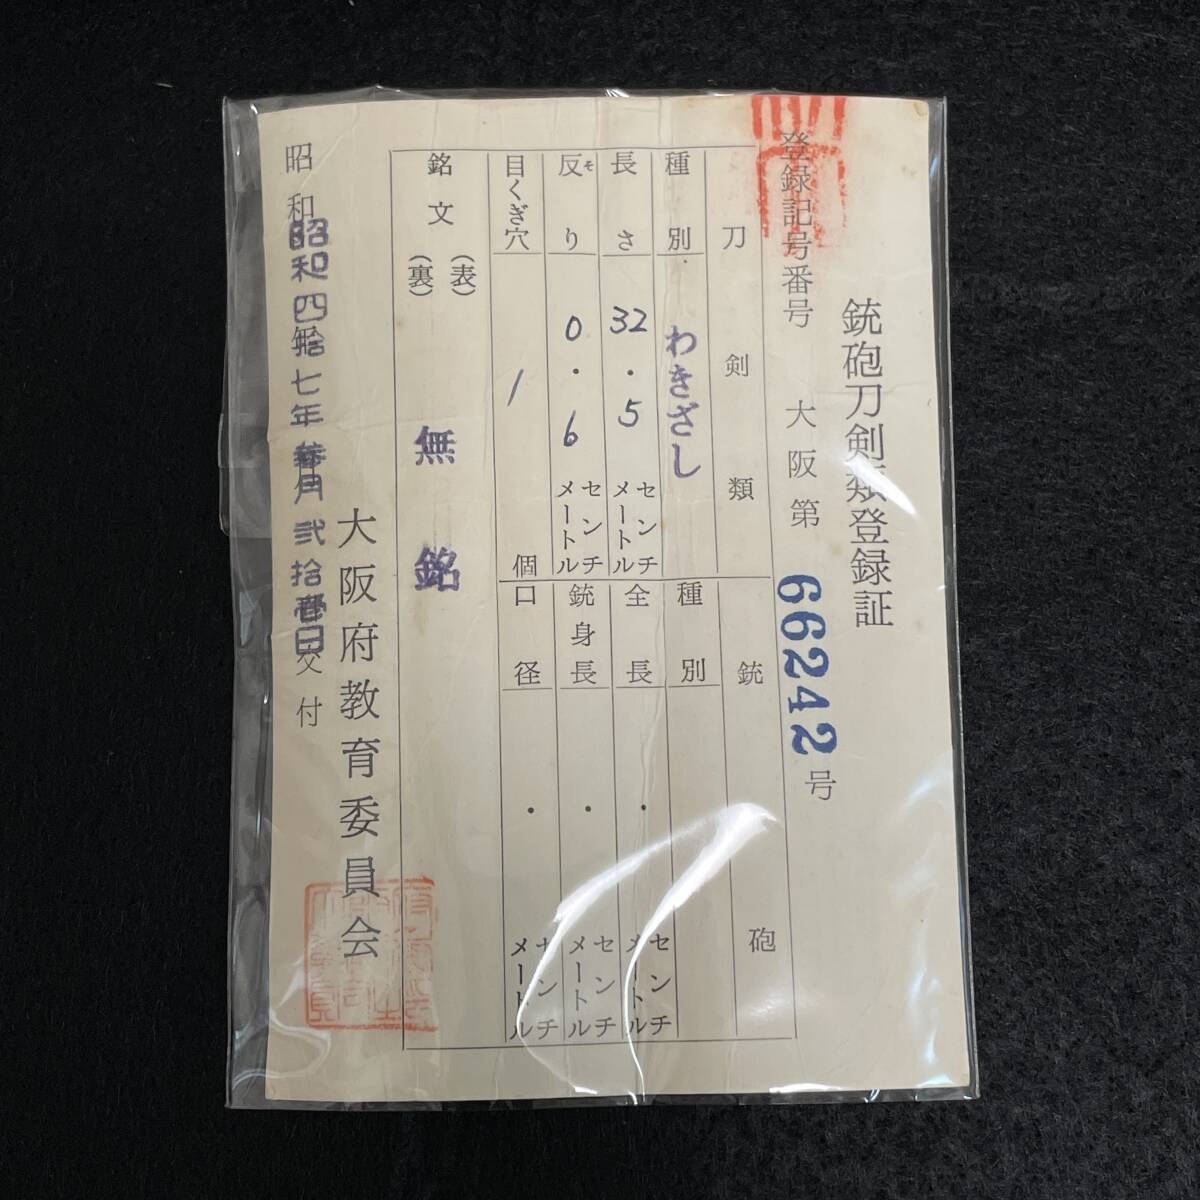 銃砲刀剣類登録証
登録記号番号 大阪第 66242 号
刀剣類
種別 わきざし
長さ 32.5 センチメートル
反り 0.6 センチメートル
そ
目くぎ穴 1 個
銃砲
種別
全長 . センチメートル
銃身長 . センチメートル
口径 . センチメートル
銘文 (表)
(裏)
無銘
昭和 昭和四拾七年参月弐拾壱日 交付
大阪府教育委員会